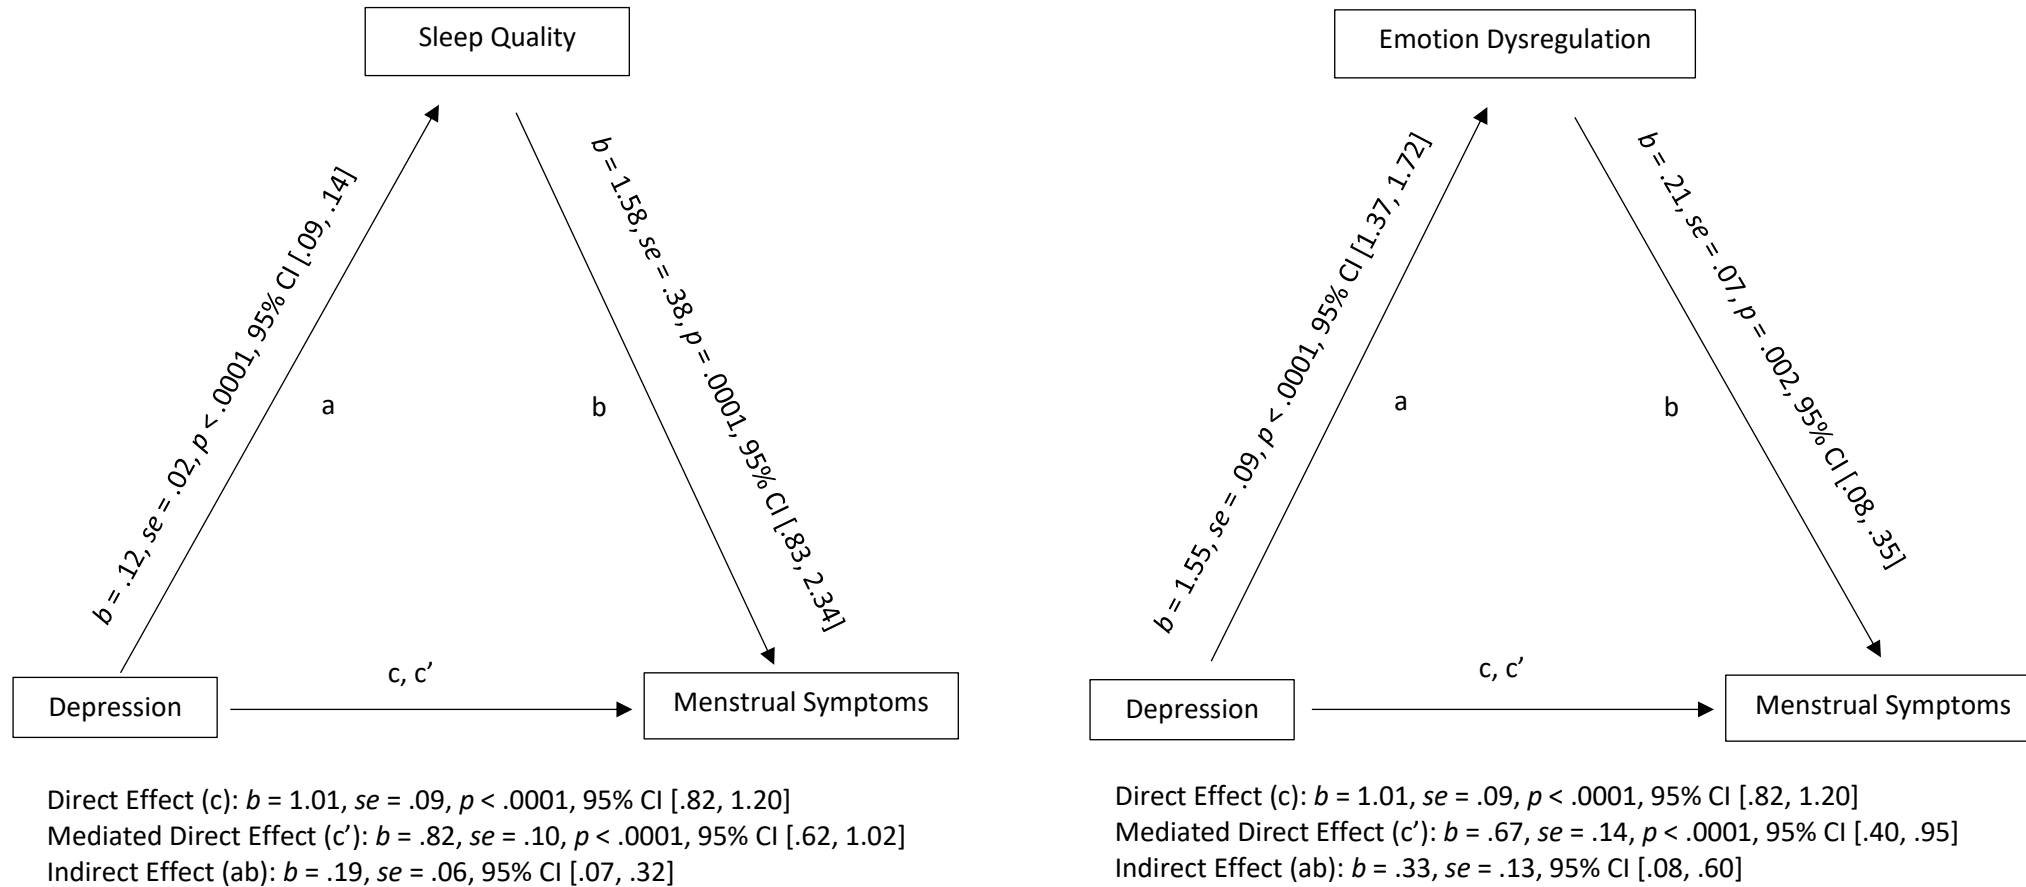 Sleep Quality
b = .12, se = .02, p < .0001, 95% CI [.09, .14]
a
b = 1.58, se = .38, p = .0001, 95% CI [.83, 2.34]
b
Depression
c, c’
Menstrual Symptoms
Direct Effect (c): b = 1.01, se = .09, p < .0001, 95% CI [.82, 1.20]
Mediated Direct Effect (c’): b = .82, se = .10, p < .0001, 95% CI [.62, 1.02]
Indirect Effect (ab): b = .19, se = .06, 95% CI [.07, .32]
Emotion Dysregulation
b = 1.55, se = .09, p < .0001, 95% CI [1.37, 1.72]
a
b = .21, se = .07, p = .002, 95% CI [.08, .35]
b
Depression
c, c’
Menstrual Symptoms
Direct Effect (c): b = 1.01, se = .09, p < .0001, 95% CI [.82, 1.20]
Mediated Direct Effect (c’): b = .67, se = .14, p < .0001, 95% CI [.40, .95]
Indirect Effect (ab): b = .33, se = .13, 95% CI [.08, .60]